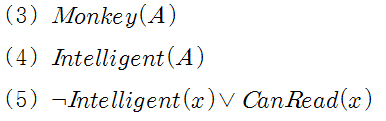 (3) Monkey(A)
(4) Intelligent(A)
(5) ¬Intelligent(x)∨ CanRead(x)